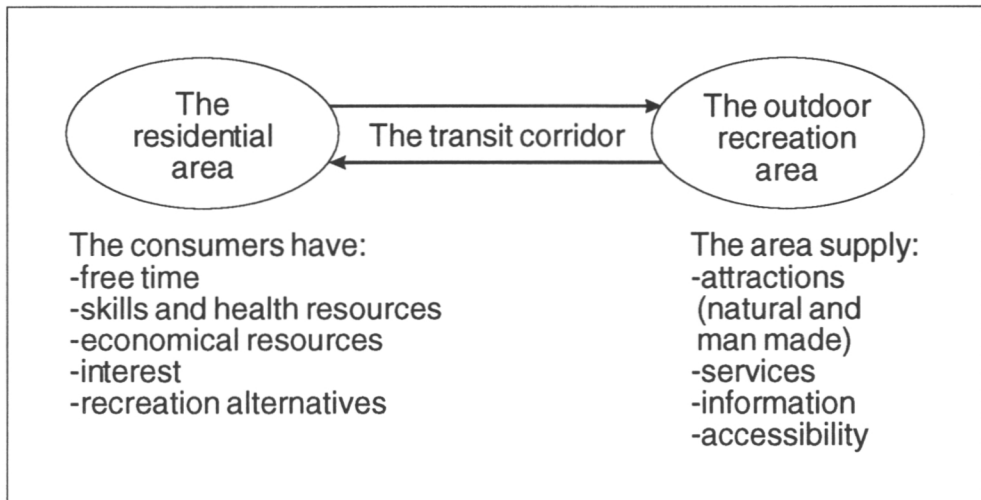 The
residential
area
The transit corridor
The outdoor
recreation
area
The consumers have:
-free time
-skills and health resources
-economical resources
-interest
-recreation alternatives
The area supply:
-attractions
(natural and
man made)
-services
-information
-accessibility